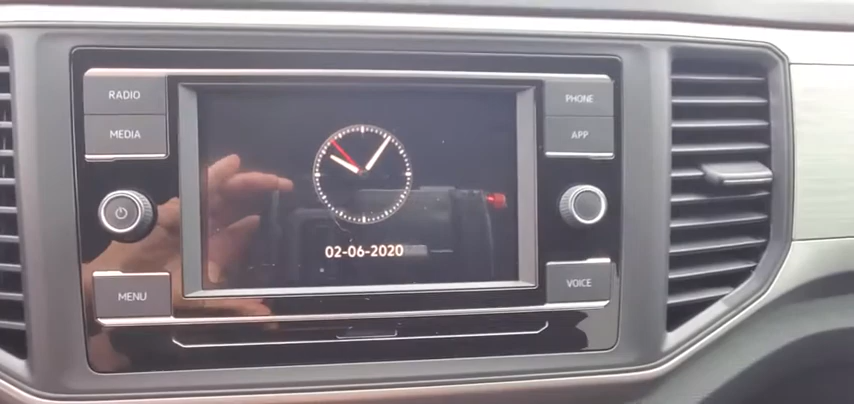 RADIO
MEDIA
MENU
02-06-2020
PHONE
APP
VOICE